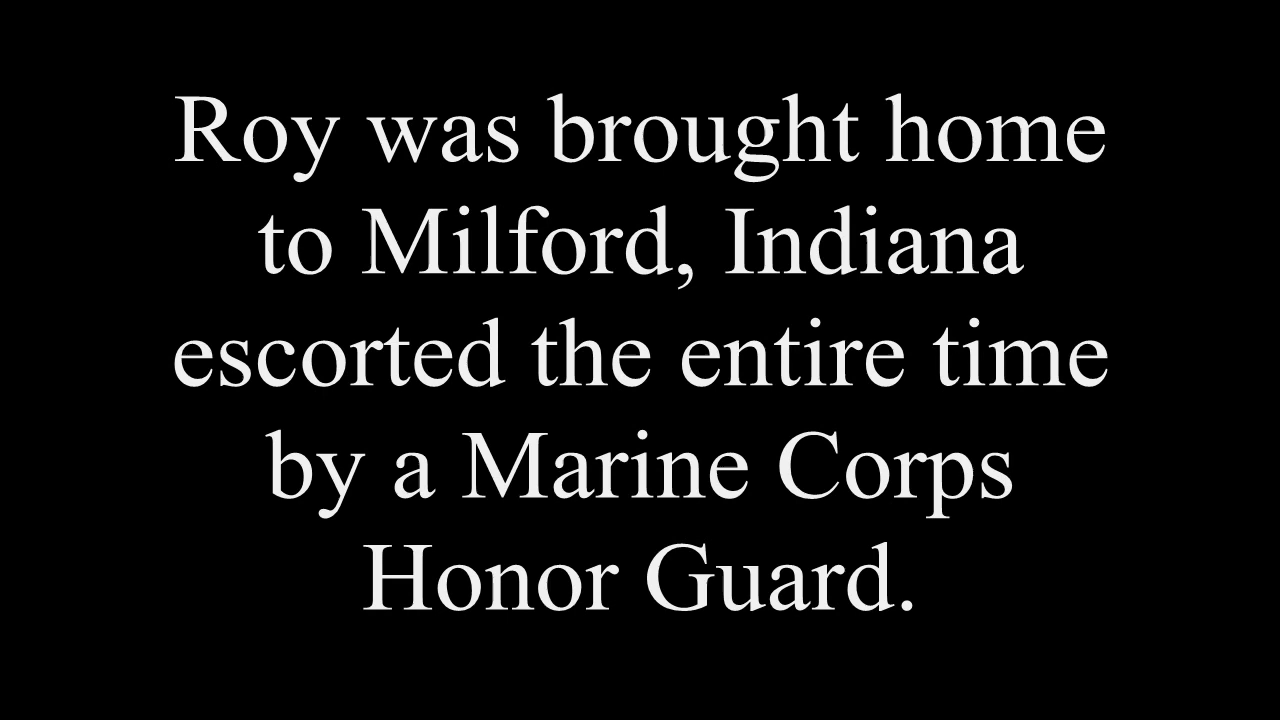 Roy was brought home
to Milford, Indiana
escorted the entire time
by a Marine Corps
Honor Guard.